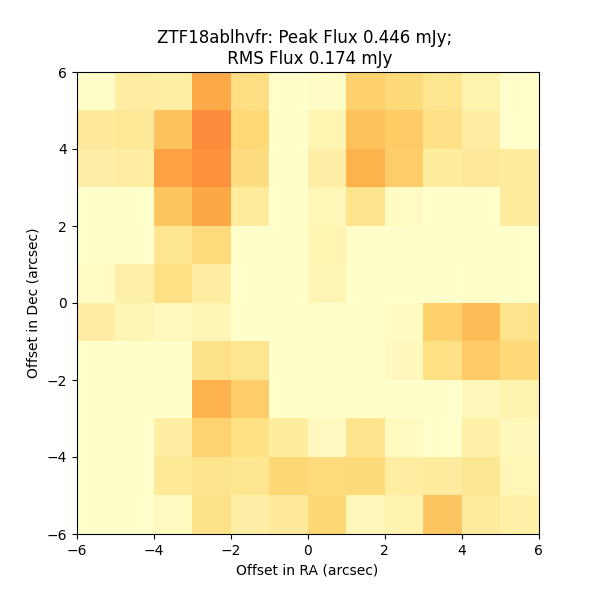 ZTF18ablhvfr: Peak Flux 0.446 mJy;
RMS Flux 0.174 mJy
6
4
2
0
−2
−4
−6
Offset in Dec (arcsec)
−6 −4 −2 0 2 4 6
Offset in RA (arcsec)